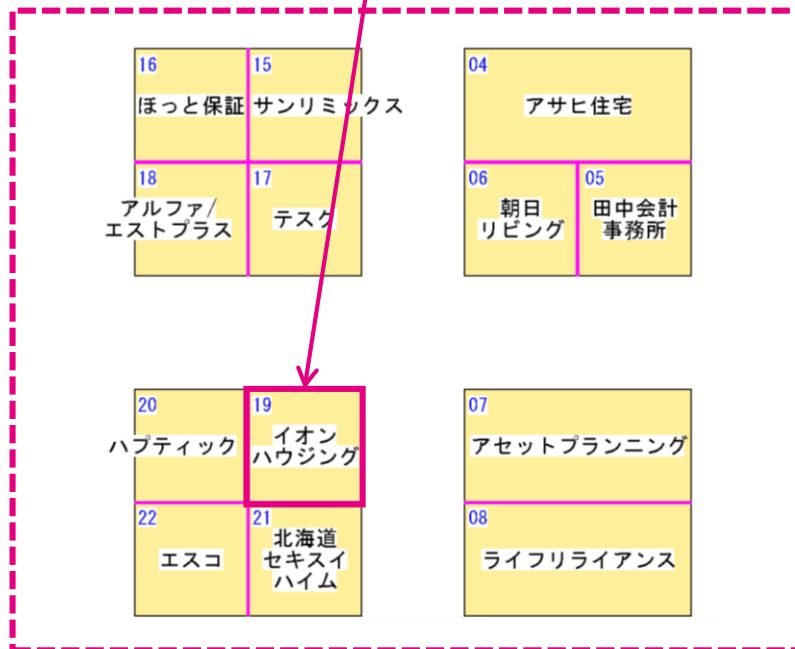 16
ほっと保証
15
サンリミックス
18
アルファ/
エストプラス
17
テスク
04
アサヒ住宅
06
朝日
リビング
05
田中会計
事務所
20
ハプティック
19
イオン
ハウジング
22
エスコ
21
北海道
セキスイ
ハイム
07
アセットプランニング
08
ライフリライアンス